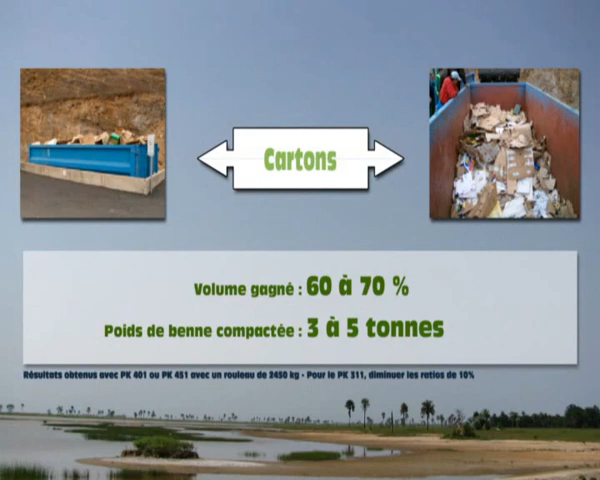 Cartons
Volume gagné : 60 à 70 %
Poids de benne compactée : 3 à 5 tonnes
Résultats obtenus avec PK 401 ou PK 451 avec un rouleau de 2450 kg - Pour le PK 311, diminuer les ratios de 10%